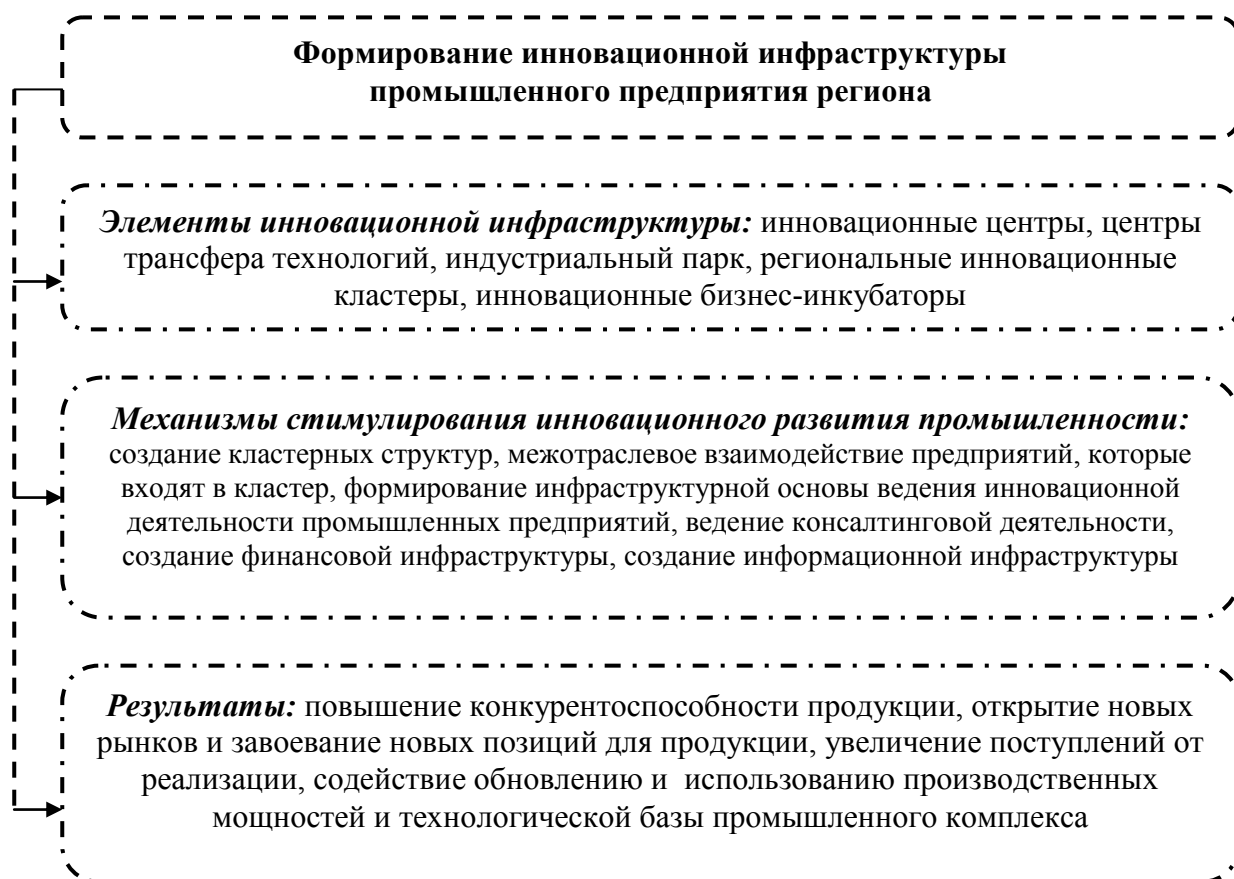 Формирование инновационной инфраструктуры
промышленного предприятия региона
Элементы инновационной инфраструктуры: инновационные центры, центры
трансфера технологий, индустриальный парк, региональные инновационные
кластеры, инновационные бизнес-инкубаторы
Механизмы стимулирования инновационного развития промышленности:
создание кластерных структур, межотраслевое взаимодействие предприятий, которые
входят в кластер, формирование инфраструктурной основы ведения инновационной
деятельности промышленных предприятий, ведение консалтинговой деятельности,
создание финансовой инфраструктуры, создание информационной инфраструктуры
Результаты: повышение конкурентоспособности продукции, открытие новых
рынков и завоевание новых позиций для продукции, увеличение поступлений от
реализации, содействие обновлению и использованию производственных
мощностей и технологической базы промышленного комплекса